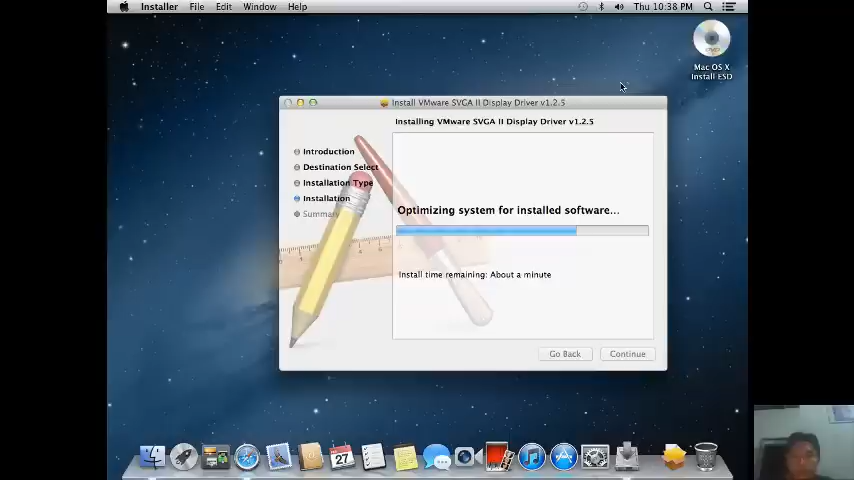 Installer File Edit Window Help Thu 10:38 PM
Mac OS X
Install ESD
Install VMware SVGA II Display Driver v1.2.5
Installing VMware SVGA II Display Driver v1.2.5
Introduction
Destination Select
Installation Type
Installation
Summary
Optimizing system for installed software...
Install time remaining: About a minute
Go Back Continue
27